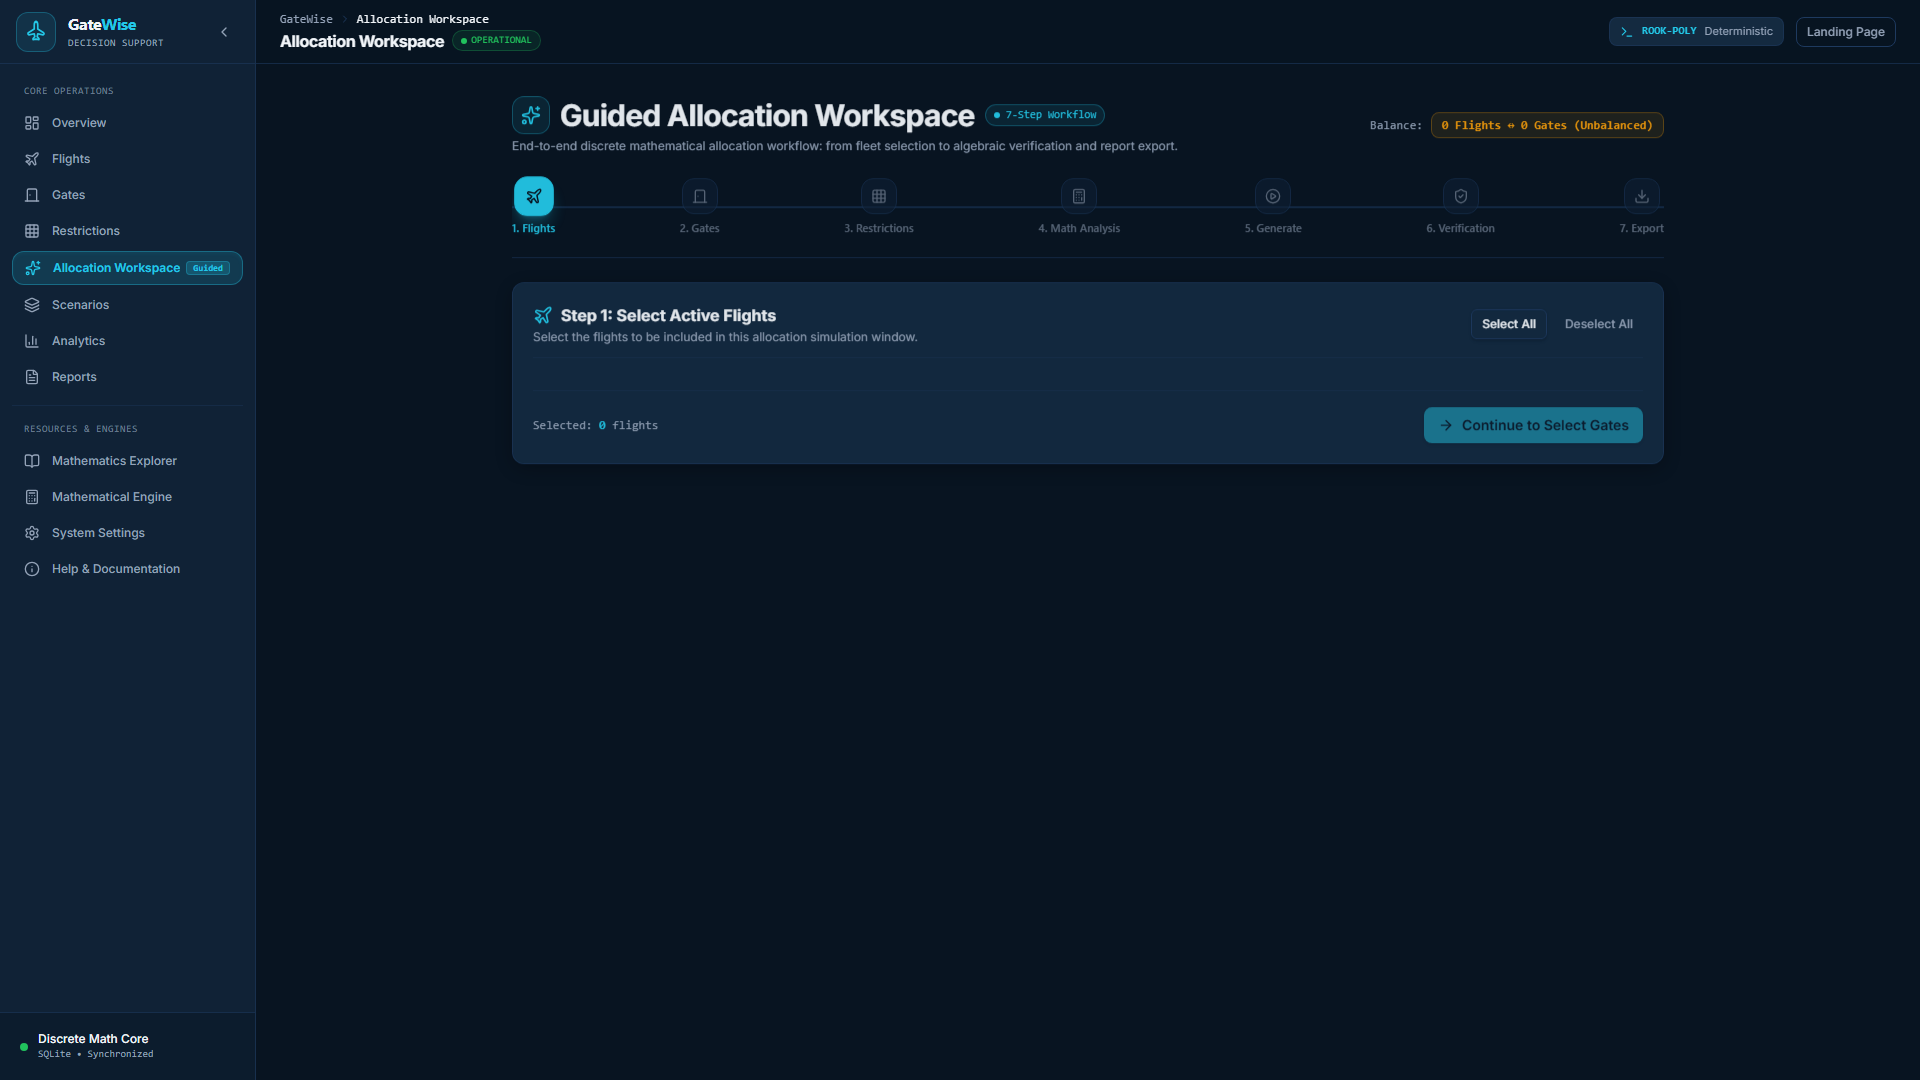 GateWise
DECISION SUPPORT
CORE OPERATIONS
Overview
Flights
Gates
Restrictions
Allocation Workspace Guided
Scenarios
Analytics
Reports
RESOURCES & ENGINES
Mathematics Explorer
Mathematical Engine
System Settings
Help & Documentation
Discrete Math Core
SQLite • Synchronized
GateWise Allocation Workspace
Allocation Workspace OPERATIONAL
ROOK-POLY Deterministic
Landing Page
Guided Allocation Workspace 7-Step Workflow
End-to-end discrete mathematical allocation workflow: from fleet selection to algebraic verification and report export.
Balance: 0 Flights ↔ 0 Gates (Unbalanced)
1. Flights
2. Gates
3. Restrictions
4. Math Analysis
5. Generate
6. Verification
7. Export
Step 1: Select Active Flights
Select the flights to be included in this allocation simulation window.
Select All
Deselect All
Selected: 0 flights
Continue to Select Gates